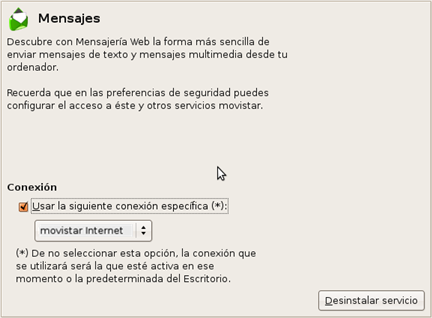 Mensajes
Descubre con Mensajería Web la forma más sencilla de
enviar mensajes de texto y mensajes multimedia desde tu
ordenador.
Recuerda que en las preferencias de seguridad puedes
configurar el acceso a éste y otros servicios movistar.
Conexión
Usar la siguiente conexión específica (*):
movistar Internet
(*) De no seleccionar esta opción, la conexión que
se utilizará será la que esté activa en ese
momento o la predeterminada del Escritorio.
Desinstalar servicio